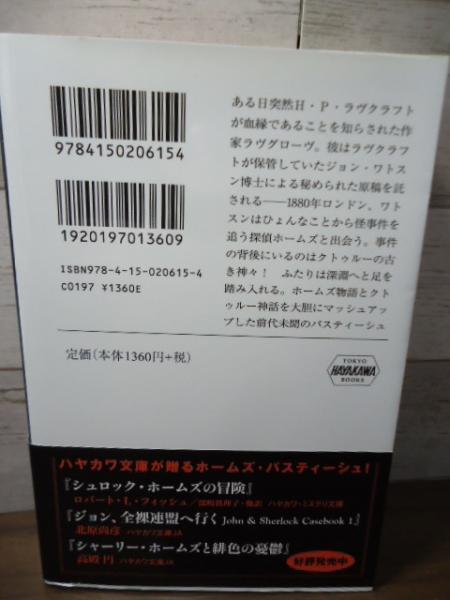 ある日突然H・P・ラヴクラフト
が血縁であることを知らされた作
家ラヴグローヴ。彼はラヴクラフ
トが保管していたジョン・ワトス
ン博士による秘められた原稿を託
される——1880年ロンドン、ワト
スンはひょんなことから怪事件を
追う探偵ホームズと出会う。事件
の背後にいるのはクトゥルーの古
き神々！　ふたりは深淵へと足を
踏み入れる。ホームズ物語とクト
ゥルー神話を大胆にマッシュアッ
プした前代未聞のパスティーシュ
9784150206154
1920197013609
ISBN978-4-15-020615-4
C0197 ¥1360E
定価（本体1360円+税）
TOKYO
HAYAKAWA
BOOKS
ハヤカワ文庫が贈るホームズ・パスティーシュ！
『シュロック・ホームズの冒険』
ロバート・L・フィッシュ／深町眞理子・他訳 ハヤカワ・ミステリ文庫
『ジョン、全裸連盟へ行く John & Sherlock Casebook 1』
北原尚彦 ハヤカワ文庫JA
『シャーリー・ホームズと緋色の憂鬱』
高殿 円 ハヤカワ文庫JA
好評発売中